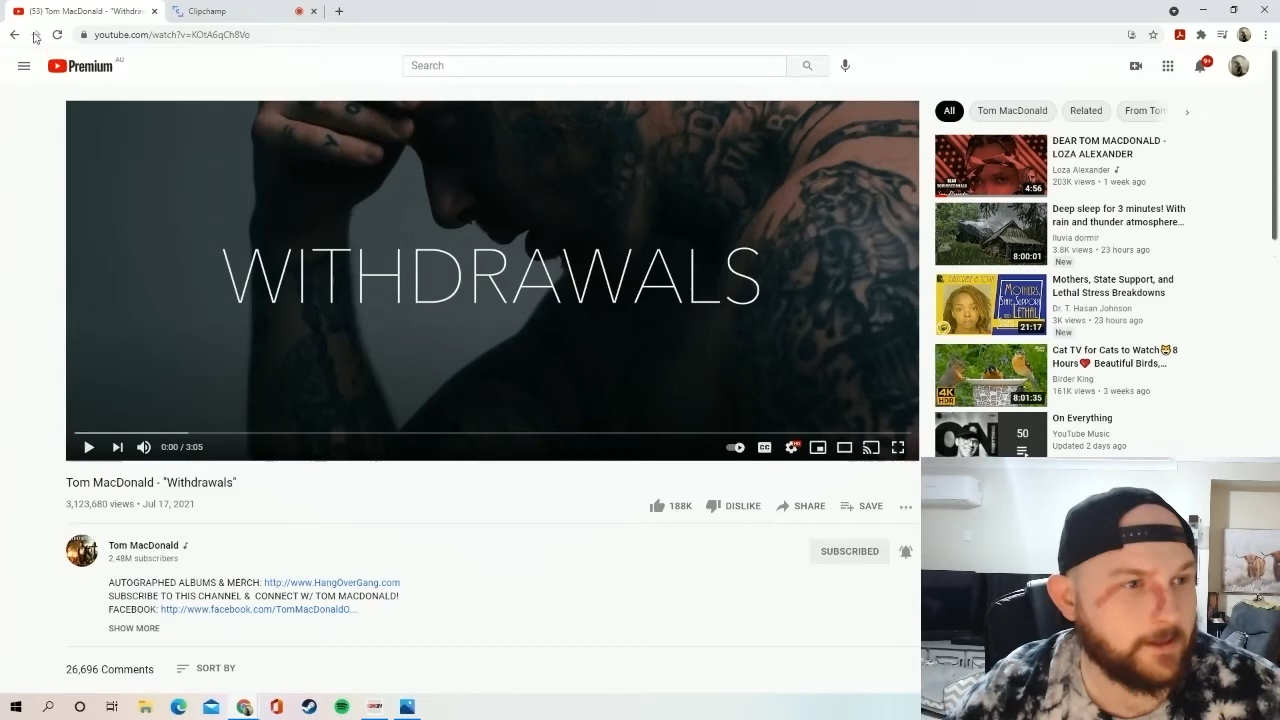 (53) Tom MacDonald - "Withdraw
Clipchamp
youtube.com/watch?v=KOtA6qCh8Vo
Premium
AU
Search
9+
WITHDRAWALS
0:00 / 3:05
CC
HD
Tom MacDonald - "Withdrawals"
3,123,680 views • Jul 17, 2021
188K
DISLIKE
SHARE
SAVE
Tom MacDonald
2.48M subscribers
SUBSCRIBED
AUTOGRAPHED ALBUMS & MERCH: http://www.HangOverGang.com
SUBSCRIBE TO THIS CHANNEL & CONNECT W/ TOM MACDONALD!
FACEBOOK: http://www.facebook.com/TomMacDonaldO...
SHOW MORE
26,696 Comments
SORT BY
All
Tom MacDonald
Related
From Tom
4:56
DEAR TOM MACDONALD -
LOZA ALEXANDER
Loza Alexander
203K views • 1 week ago
8:00:01
Deep sleep for 3 minutes! With
rain and thunder atmosphere...
lluvia dormir
3.8K views • 23 hours ago
New
MOTHERS,
STATE SUPPORT,
LETHAL
21:17
Mothers, State Support, and
Lethal Stress Breakdowns
Dr. T. Hasan Johnson
3K views • 23 hours ago
New
4K
HDR
8:01:35
Cat TV for Cats to Watch😺8
Hours❤️ Beautiful Birds,...
Birder King
161K views • 3 weeks ago
50
On Everything
YouTube Music
Updated 2 days ago